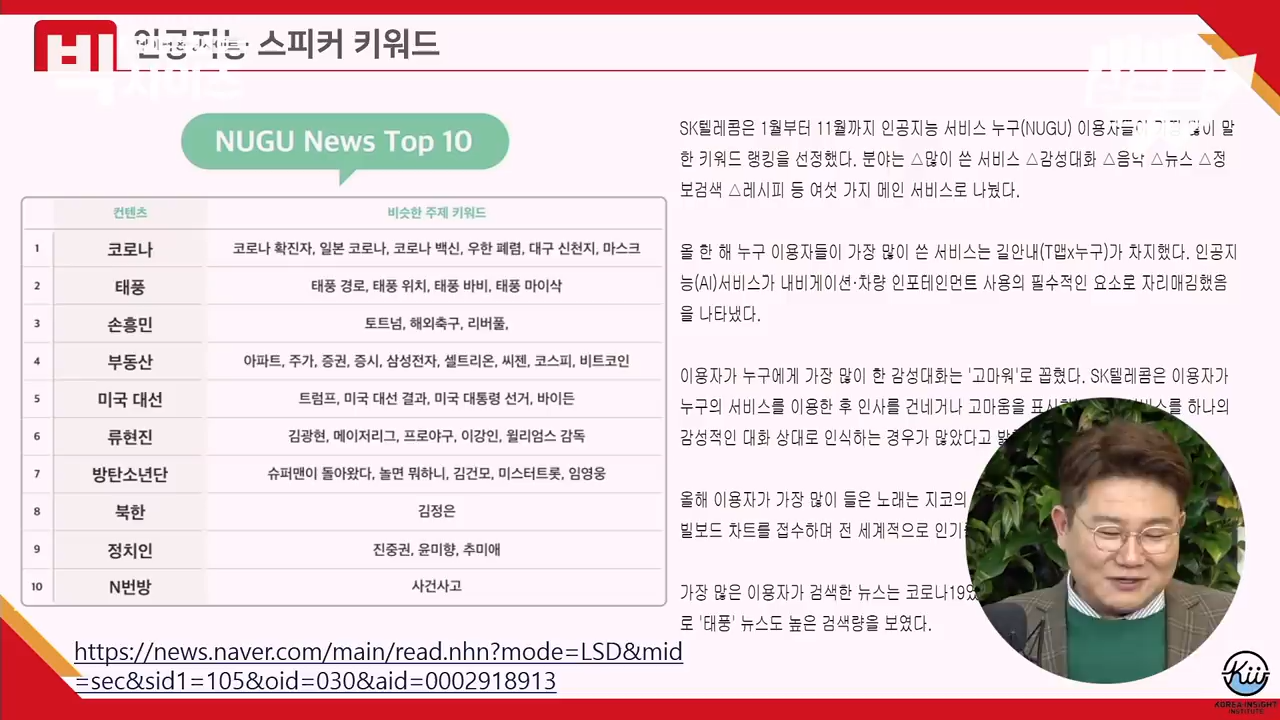 인공지능 스피커 키워드
NUGU News Top 10
컨텐츠 비슷한 주제 키워드
1 코로나 코로나 확진자, 일본 코로나, 코로나 백신, 우한 폐렴, 대구 신천지, 마스크
2 태풍 태풍 경로, 태풍 위치, 태풍 바비, 태풍 마이삭
3 손흥민 토트넘, 해외축구, 리버풀,
4 부동산 아파트, 주가, 증권, 증시, 삼성전자, 셀트리온, 씨젠, 코스피, 비트코인
5 미국 대선 트럼프, 미국 대선 결과, 미국 대통령 선거, 바이든
6 류현진 김광현, 메이저리그, 프로야구, 이강인, 윌리엄스 감독
7 방탄소년단 슈퍼맨이 돌아왔다, 놀면 뭐하니, 김건모, 미스터트롯, 임영웅
8 북한 김정은
9 정치인 진중권, 윤미향, 추미애
10 N번방 사건사고
https://news.naver.com/main/read.nhn?mode=LSD&mid
=sec&sid1=105&oid=030&aid=0002918913
SK텔레콤은 1월부터 11월까지 인공지능 서비스 누구(NUGU) 이용자들이 가장 많이 말
한 키워드 랭킹을 선정했다. 분야는 △많이 쓴 서비스 △감성대화 △음악 △뉴스 △정
보검색 △레시피 등 여섯 가지 메인 서비스로 나눴다.
올 한 해 누구 이용자들이 가장 많이 쓴 서비스는 길안내(T맵x누구)가 차지했다. 인공지
능(AI)서비스가 내비게이션·차량 인포테인먼트 사용의 필수적인 요소로 자리매김했음
을 나타냈다.
이용자가 누구에게 가장 많이 한 감성대화는 '고마워'로 꼽혔다. SK텔레콤은 이용자가
누구의 서비스를 이용한 후 인사를 건네거나 고마움을 하나의
감성적인 대화 상대로 인식하는 경우가 많았다고
올해 이용자가 가장 많이 들은 노래는 지코의
빌보드 차트를 접수하며 전 세계적으로
가장 많은 이용자가 검색한 뉴스는
로 '태풍' 뉴스도 높은 검색량을 보였다.
Kii
KOREA INSIGHT
INSTITUTE